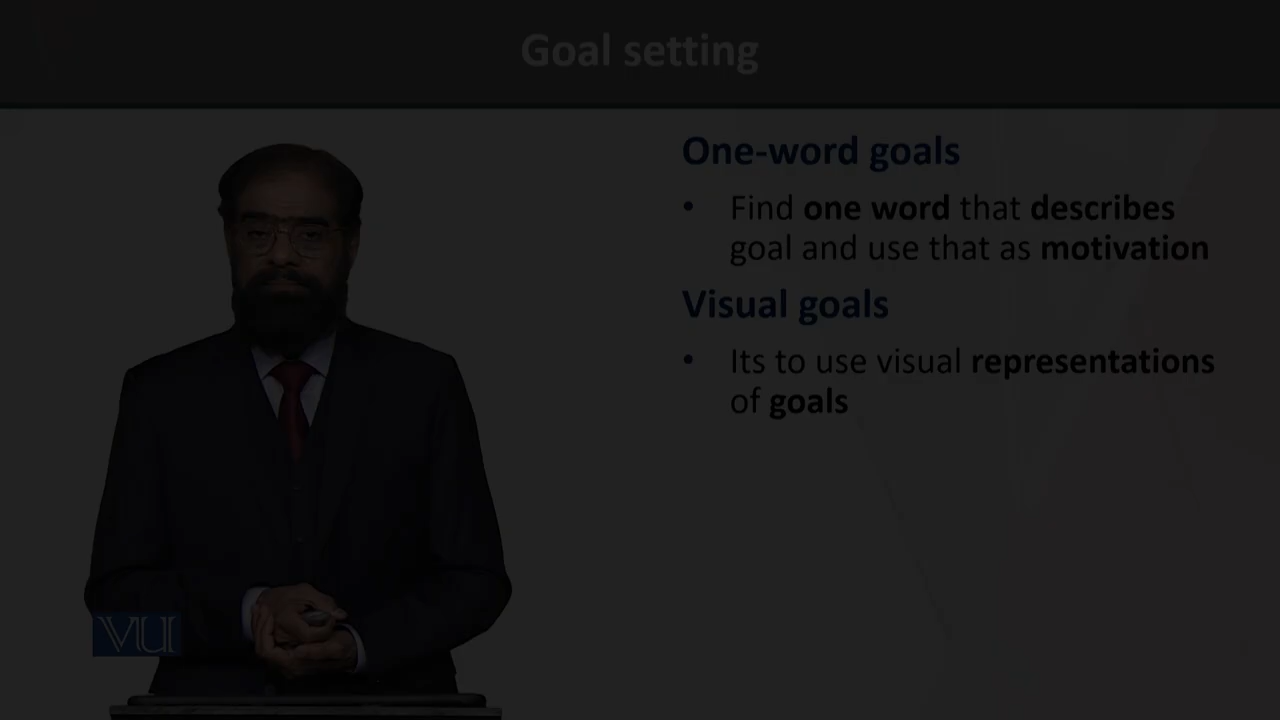 Goal setting
One-word goals
• Find one word that describes
goal and use that as motivation
Visual goals
• Its to use visual representations
of goals
VU